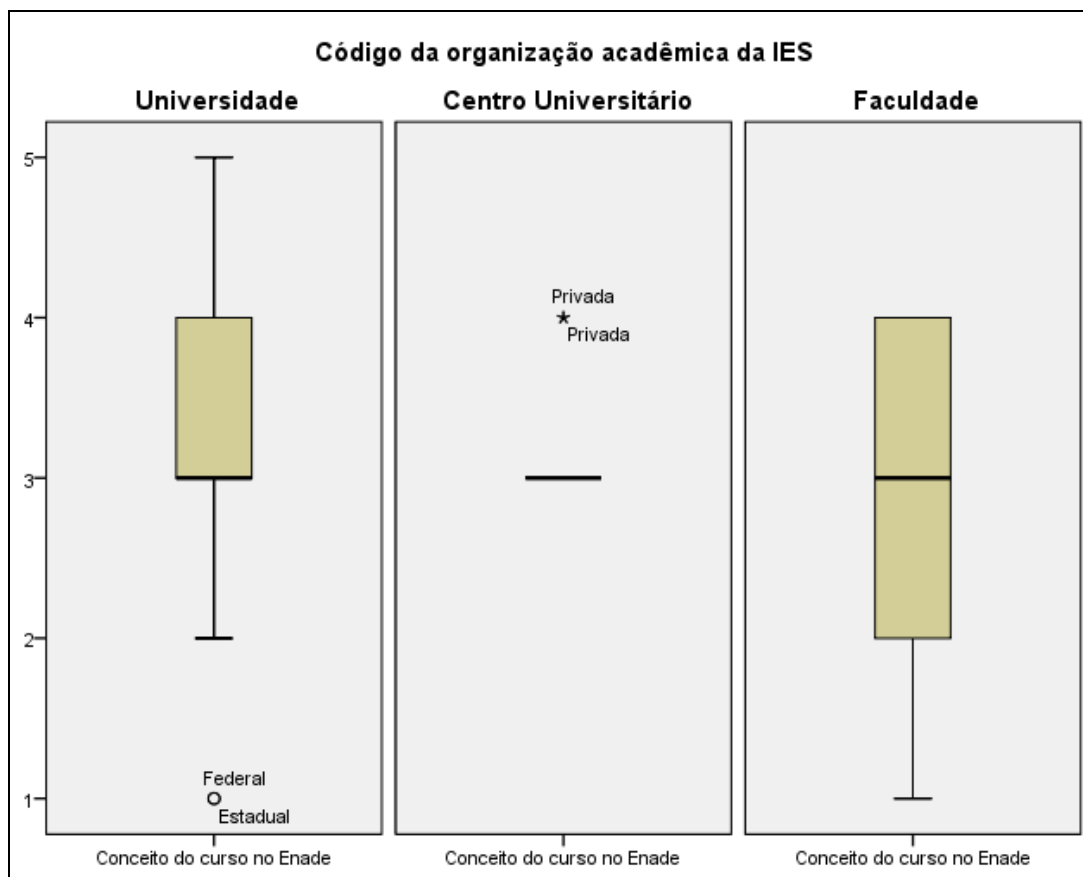 Código da organização acadêmica da IES
Universidade
Centro Universitário
Faculdade
5
4
3
2
1
Federal
Estadual
Privada
Privada
Conceito do curso no Enade
Conceito do curso no Enade
Conceito do curso no Enade